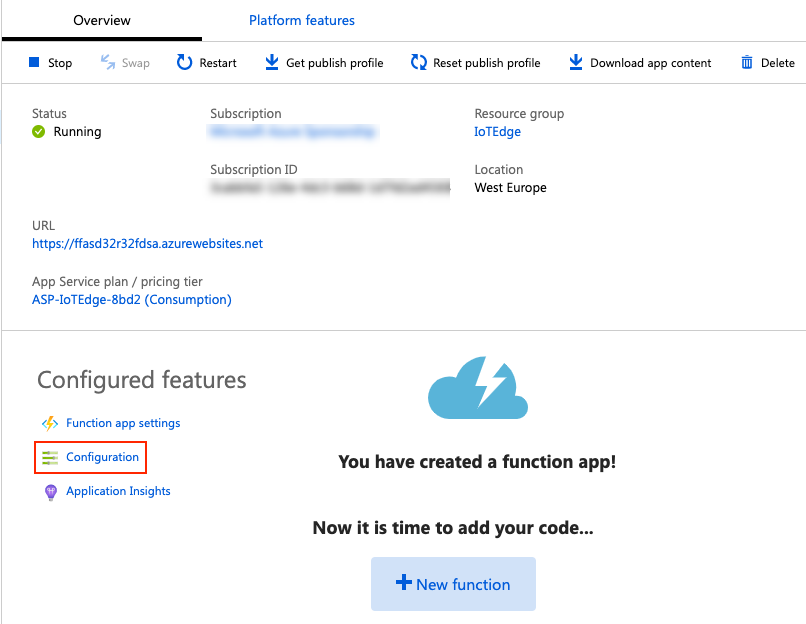 Overview Platform features
Stop Swap Restart Get publish profile Reset publish profile Download app content Delete
Status Subscription Resource group
Running IoTEdge
Subscription ID Location
West Europe
URL
https://ffasd32r32fdsa.azurewebsites.net
App Service plan / pricing tier
ASP-IoTEdge-8bd2 (Consumption)
Configured features
Function app settings
Configuration
Application Insights
You have created a function app!
Now it is time to add your code...
New function